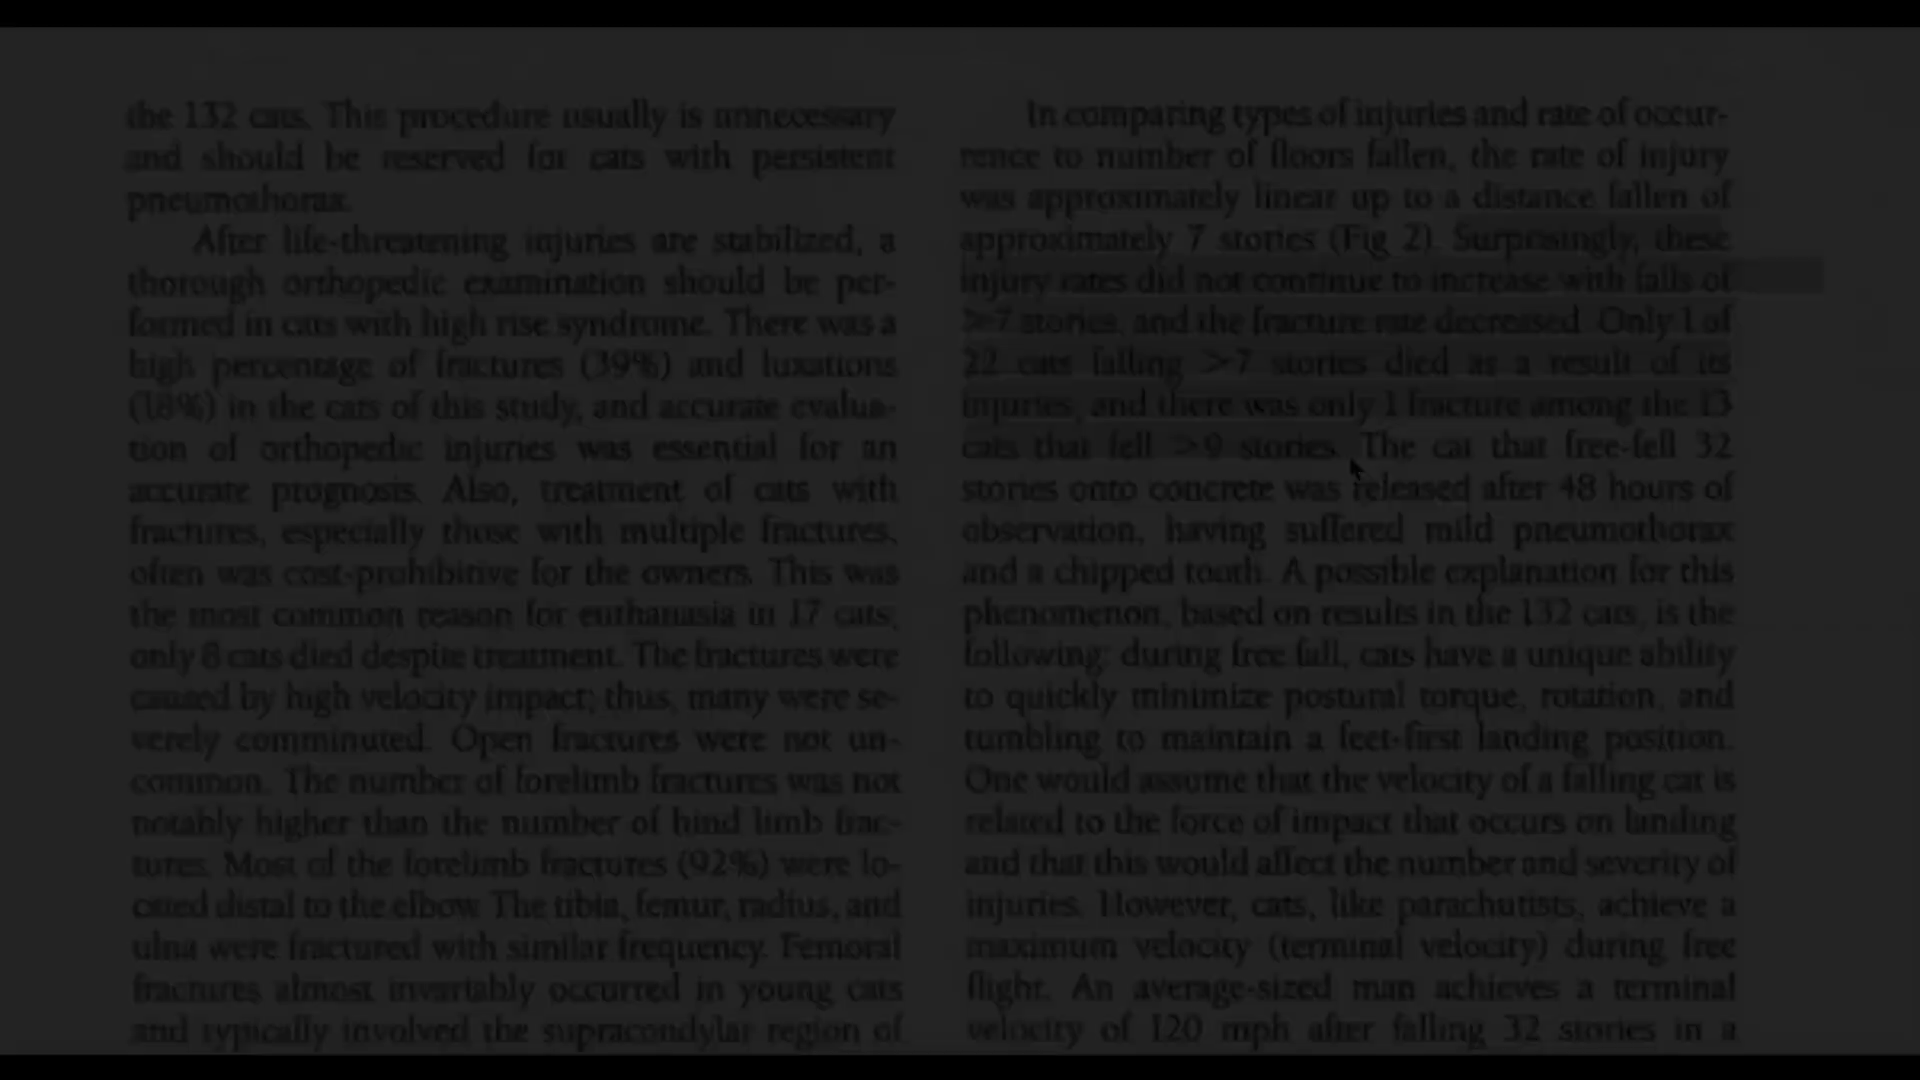 the 132 cats. This procedure usually is unnecessary
and should be reserved for cats with persistent
pneumothorax.
After life-threatening injuries are stabilized, a
thorough orthopedic examination should be per-
formed in cats with high rise syndrome. There was a
high percentage of fractures (39%) and luxations
(18%) in the cats of this study, and accurate evalua-
tion of orthopedic injuries was essential for an
accurate prognosis. Also, treatment of cats with
fractures, especially those with multiple fractures,
often was cost-prohibitive for the owners. This was
the most common reason for euthanasia in 17 cats;
only 8 cats died despite treatment. The fractures were
caused by high velocity impact; thus, many were se-
verely comminuted. Open fractures were not un-
common. The number of forelimb fractures was not
notably higher than the number of hind limb frac-
tures. Most of the forelimb fractures (92%) were lo-
cated distal to the elbow. The tibia, femur, radius, and
ulna were fractured with similar frequency. Femoral
fractures almost invariably occurred in young cats
and typically involved the supracondylar region of
In comparing types of injuries and rate of occur-
rence to number of floors fallen, the rate of injury
was approximately linear up to a distance fallen of
approximately 7 stories (Fig 2). Surprisingly, these
injury rates did not continue to increase with falls of
>7 stories, and the fracture rate decreased. Only 1 of
22 cats falling >7 stories died as a result of its
injuries, and there was only 1 fracture among the 13
cats that fell >9 stories. The cat that free-fell 32
stories onto concrete was released after 48 hours of
observation, having suffered mild pneumothorax
and a chipped tooth. A possible explanation for this
phenomenon, based on results in the 132 cats, is the
following: during free fall, cats have a unique ability
to quickly minimize postural torque, rotation, and
tumbling to maintain a feet-first landing position.
One would assume that the velocity of a falling cat is
related to the force of impact that occurs on landing
and that this would affect the number and severity of
injuries. However, cats, like parachutists, achieve a
maximum velocity (terminal velocity) during free
flight. An average-sized man achieves a terminal
velocity of 120 mph after falling 32 stories in a